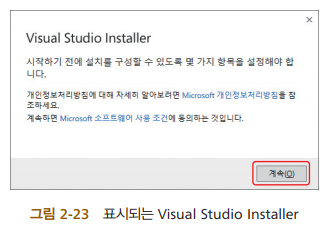 Visual Studio Installer
시작하기 전에 설치를 구성할 수 있도록 몇 가지 항목을 설정해야 합
니다.
개인정보처리방침에 대해 자세히 알아보려면 Microsoft 개인정보처리방침을 참
조하세요.
계속하면 Microsoft 소프트웨어 사용 조건에 동의하는 것입니다.
계속(O)
그림 2-23 표시되는 Visual Studio Installer